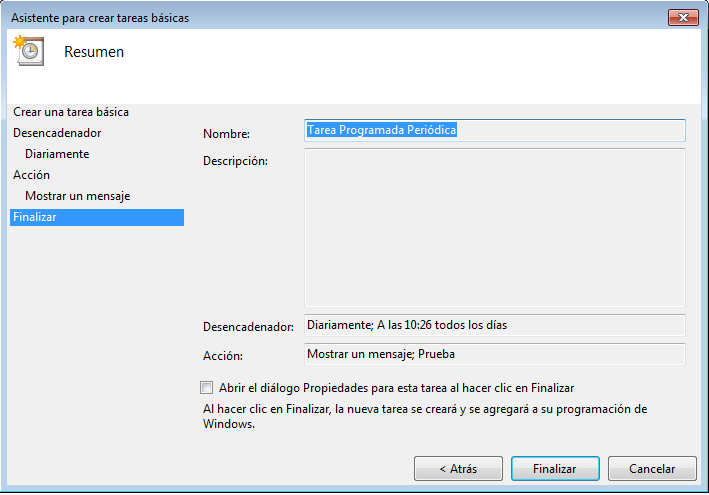 Asistente para crear tareas básicas
Resumen
Crear una tarea básica
Desencadenador
Diariamente
Acción
Mostrar un mensaje
Finalizar
Nombre:
Tarea Programada Periódica
Descripción:
Desencadenador:
Diariamente; A las 10:26 todos los días
Acción:
Mostrar un mensaje; Prueba
Abrir el diálogo Propiedades para esta tarea al hacer clic en Finalizar
Al hacer clic en Finalizar, la nueva tarea se creará y se agregará a su programación de
Windows.
< Atrás
Finalizar
Cancelar